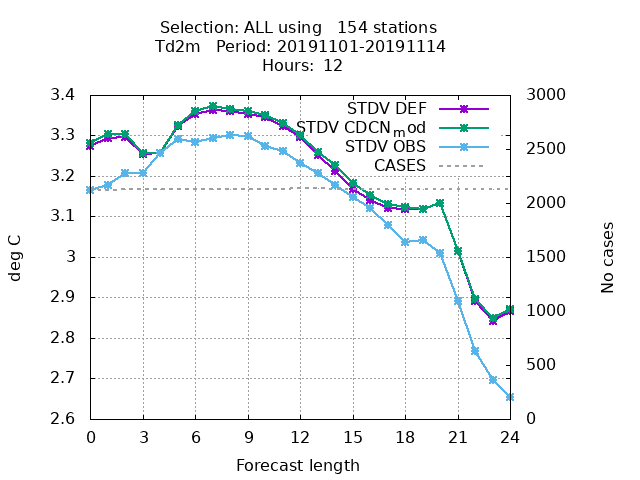 Selection: ALL using   154 stations
Td2m   Period: 20191101-20191114
Hours: 12
3.4
3.3
3.2
3.1
3
2.9
2.8
2.7
2.6
deg C
STDV DEF
STDV CDCN_mod
STDV OBS
CASES
3000
2500
2000
1500
1000
500
0
No cases
0 3 6 9 12 15 18 21 24
Forecast length